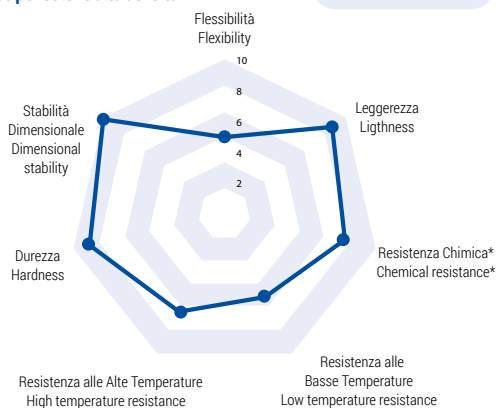 Flessibilità
Flexibility
10
8
6
4
2
Leggerezza
Ligthness
Stabilità
Dimensionale
Dimensional
stability
Resistenza Chimica*
Chemical resistance*
Durezza
Hardness
Resistenza alle
Basse Temperature
Low temperature resistance
Resistenza alle Alte Temperature
High temperature resistance